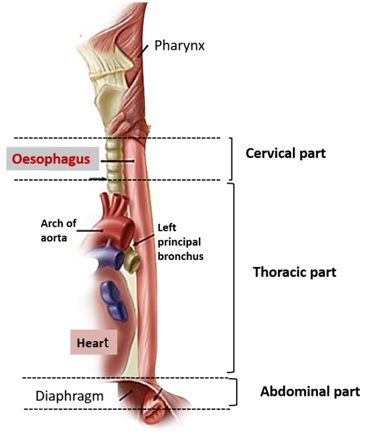 Pharynx
Oesophagus
Cervical part
Arch of
aorta
Left
principal
bronchus
Thoracic part
Heart
Diaphragm
Abdominal part